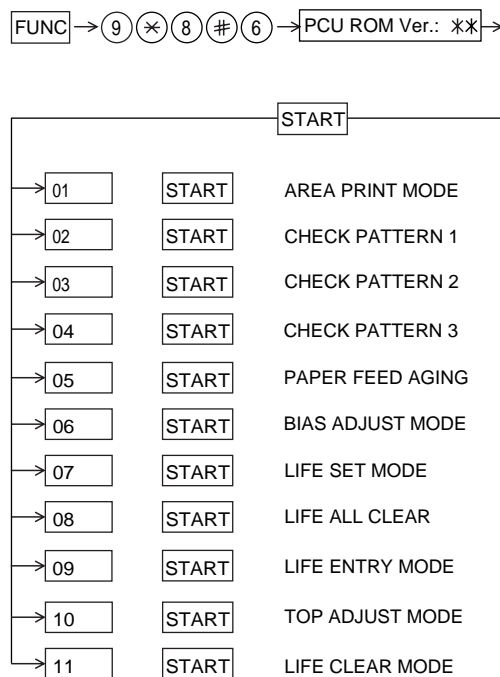 FUNC 9 * 8 # 6 PCU ROM Ver.: **
START
01 START AREA PRINT MODE
02 START CHECK PATTERN 1
03 START CHECK PATTERN 2
04 START CHECK PATTERN 3
05 START PAPER FEED AGING
06 START BIAS ADJUST MODE
07 START LIFE SET MODE
08 START LIFE ALL CLEAR
09 START LIFE ENTRY MODE
10 START TOP ADJUST MODE
11 START LIFE CLEAR MODE